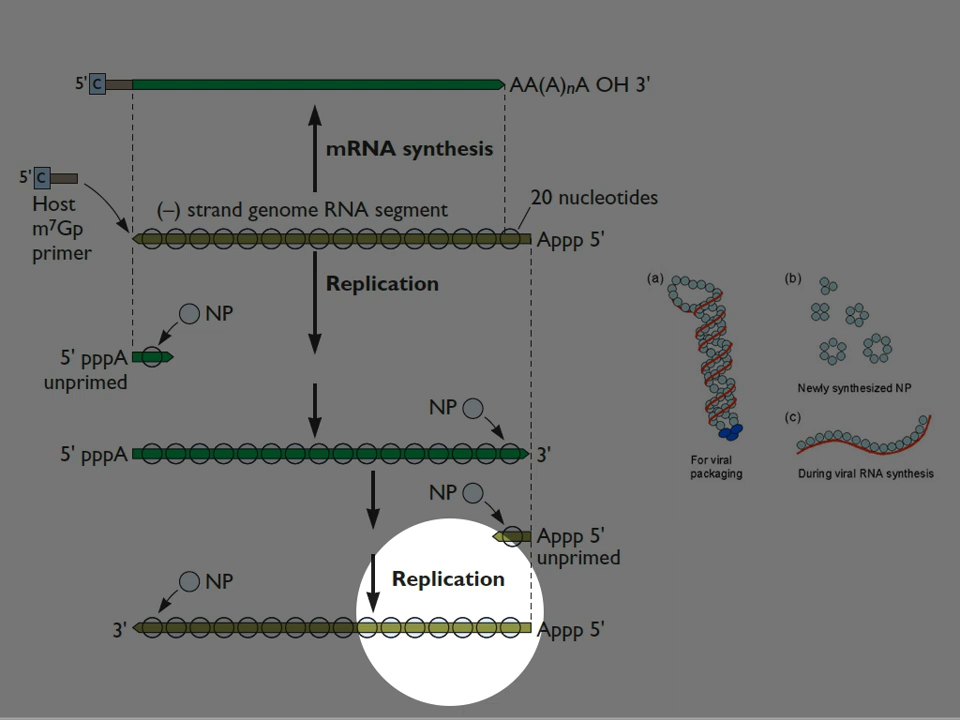 5' C AA(A)nA OH 3'
mRNA synthesis
5' C
Host
m⁷Gp
primer
(–) strand genome RNA segment
20 nucleotides
Appp 5'
Replication
NP
5' pppA
unprimed
NP
5' pppA 3'
NP
Appp 5'
unprimed
Replication
NP
3' Appp 5'
(a)
For viral
packaging
(b)
Newly synthesized NP
(c)
During viral RNA synthesis